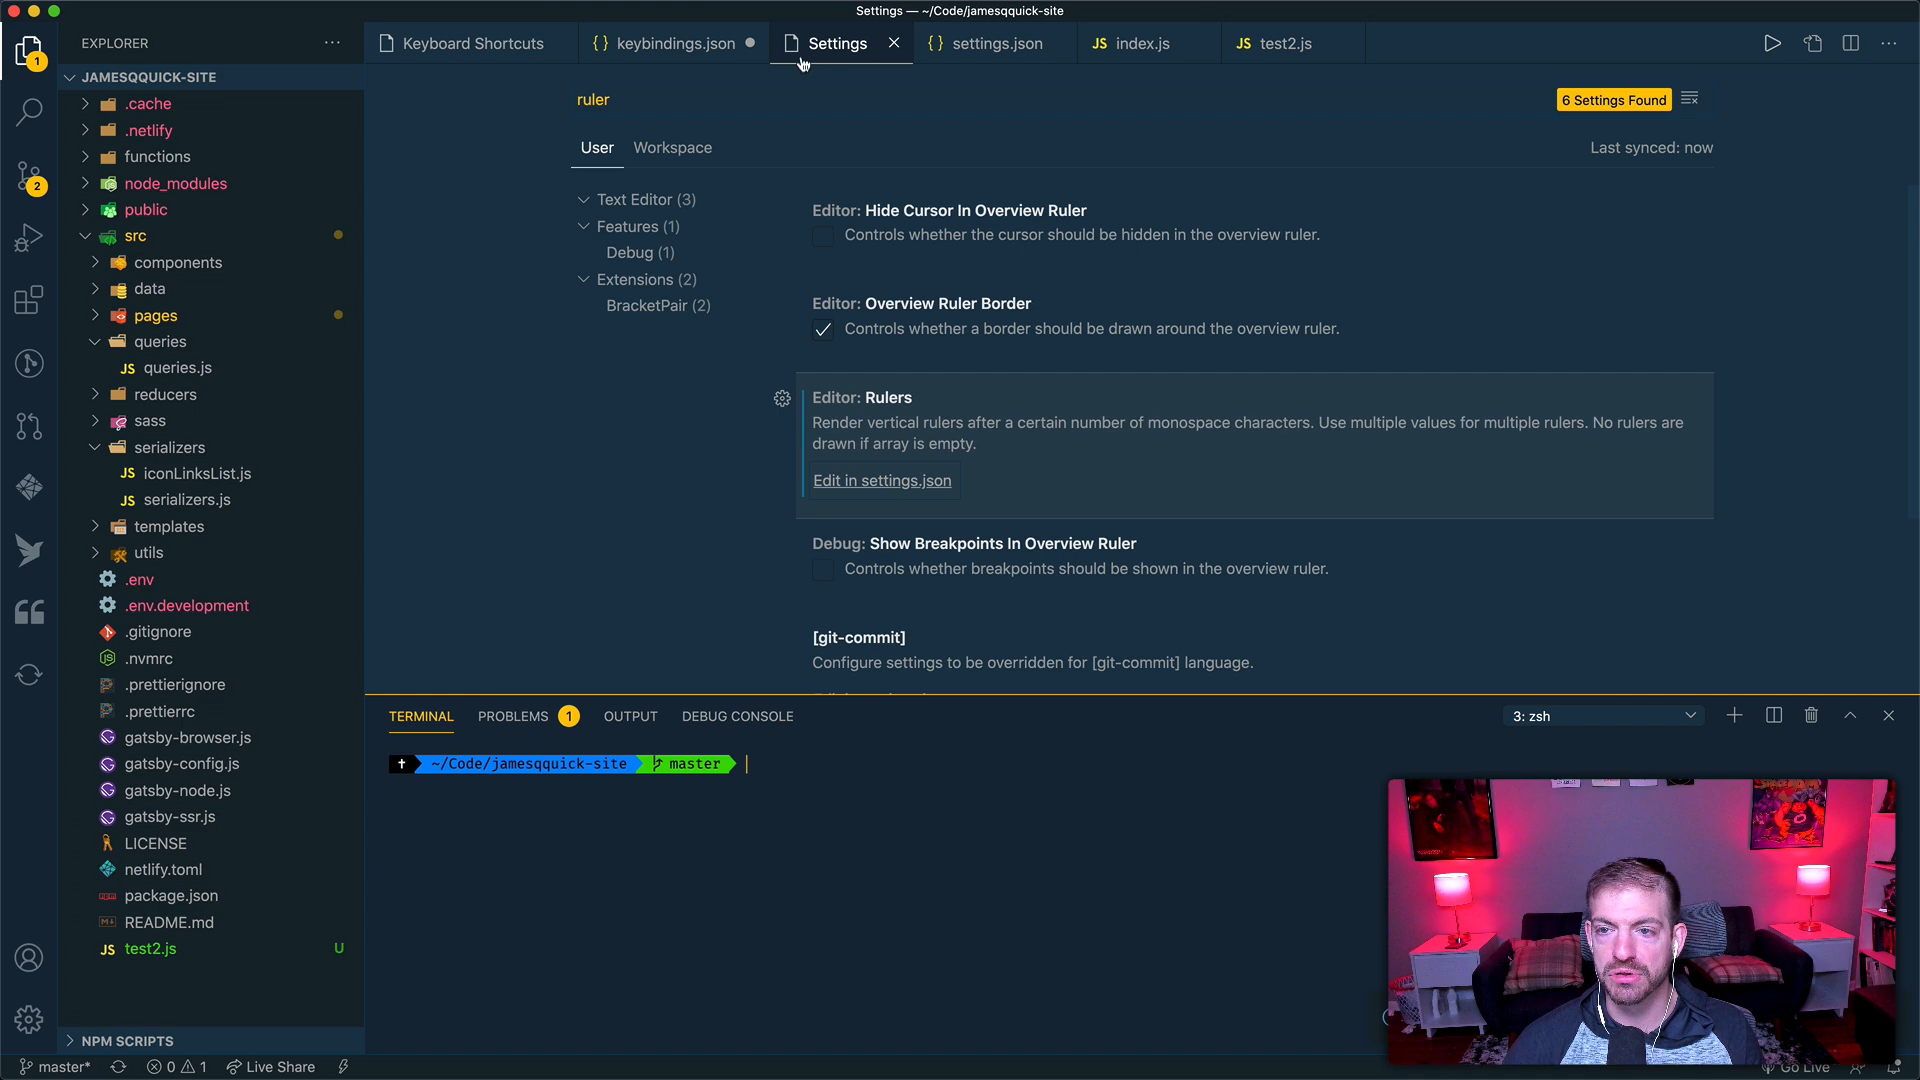 Settings — ~/Code/jamesqquick-site
EXPLORER
Keyboard Shortcuts
{} keybindings.json
Settings
{} settings.json
JS index.js
JS test2.js
1
2
JAMESQQUICK-SITE
.cache
.netlify
functions
node_modules
public
src
components
data
pages
queries
JS queries.js
reducers
sass
serializers
JS iconLinksList.js
JS serializers.js
templates
utils
.env
.env.development
.gitignore
.nvmrc
.prettierignore
.prettierrc
gatsby-browser.js
gatsby-config.js
gatsby-node.js
gatsby-ssr.js
LICENSE
netlify.toml
package.json
README.md
JS test2.js U
NPM SCRIPTS
ruler
6 Settings Found
User Workspace
Last synced: now
Text Editor (3)
Features (1)
Debug (1)
Extensions (2)
BracketPair (2)
Editor: Hide Cursor In Overview Ruler
Controls whether the cursor should be hidden in the overview ruler.
Editor: Overview Ruler Border
Controls whether a border should be drawn around the overview ruler.
Editor: Rulers
Render vertical rulers after a certain number of monospace characters. Use multiple values for multiple rulers. No rulers are
drawn if array is empty.
Edit in settings.json
Debug: Show Breakpoints In Overview Ruler
Controls whether breakpoints should be shown in the overview ruler.
[git-commit]
Configure settings to be overridden for [git-commit] language.
TERMINAL PROBLEMS 1 OUTPUT DEBUG CONSOLE
3: zsh
~/Code/jamesqquick-site master
master* 0 1 Live Share
Go Live